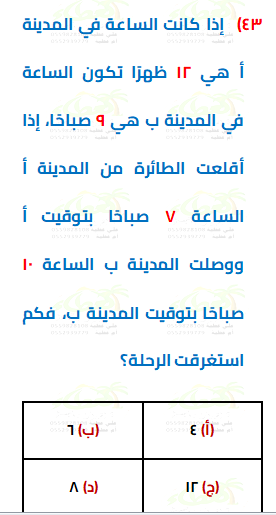 ٤٣) إذا كانت الساعة في المدينة
أ هي ١٢ ظهرًا تكون الساعة
في المدينة ب هي ٩ صباحًا، إذا
أقلعت الطائرة من المدينة أ
الساعة ٧ صباحًا بتوقيت أ
ووصلت المدينة ب الساعة ١٠
صباحًا بتوقيت المدينة ب، فكم
استغرقت الرحلة؟
(أ) ٤ (ب) ٦
(ج) ١٢ (د) ٨